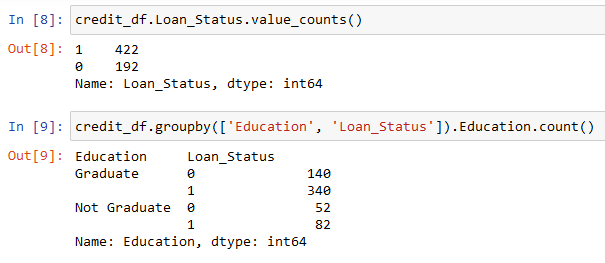 In [8]: credit_df.Loan_Status.value_counts()
Out[8]: 1    422
0    192
Name: Loan_Status, dtype: int64
In [9]: credit_df.groupby(['Education', 'Loan_Status']).Education.count()
Out[9]: Education     Loan_Status
Graduate      0              140
1              340
Not Graduate  0               52
1               82
Name: Education, dtype: int64